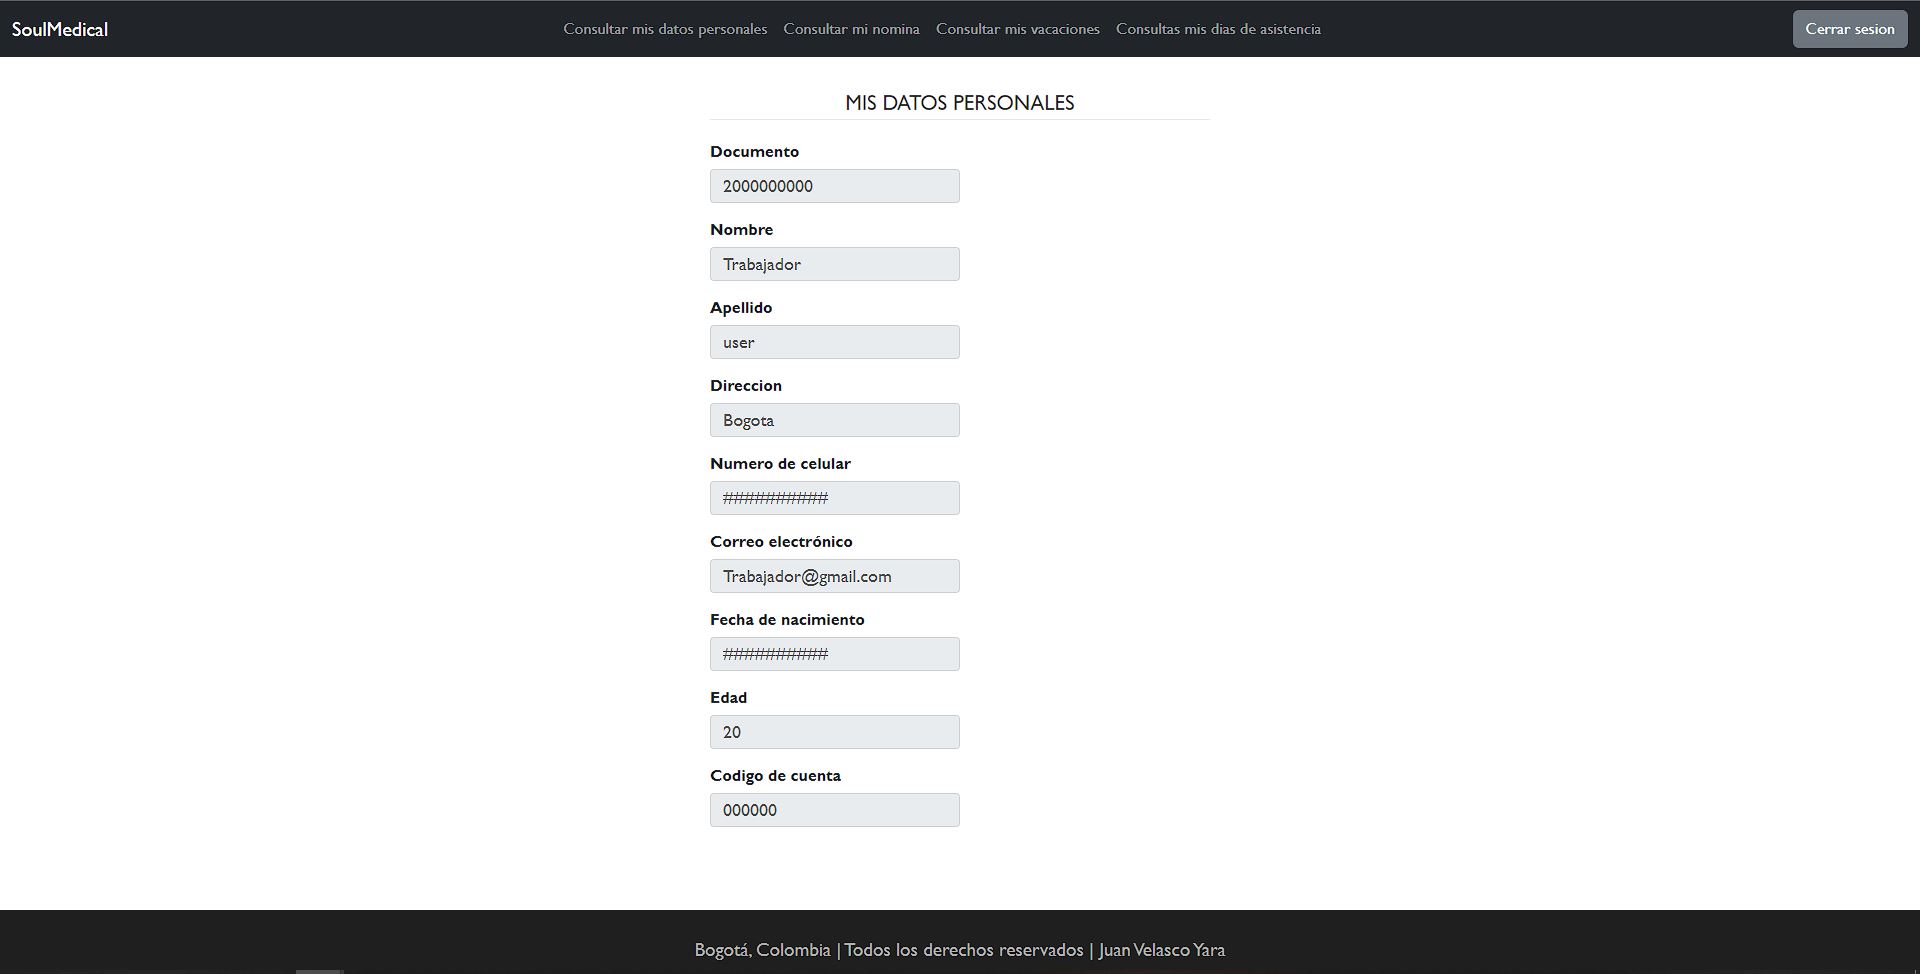 SoulMedical Consultar mis datos personales Consultar mi nomina Consultar mis vacaciones Consultas mis dias de asistencia Cerrar sesion
MIS DATOS PERSONALES
Documento
2000000000
Nombre
Trabajador
Apellido
user
Direccion
Bogota
Numero de celular
############
Correo electrónico
Trabajador@gmail.com
Fecha de nacimiento
############
Edad
20
Codigo de cuenta
000000
Bogotá, Colombia | Todos los derechos reservados | Juan Velasco Yara